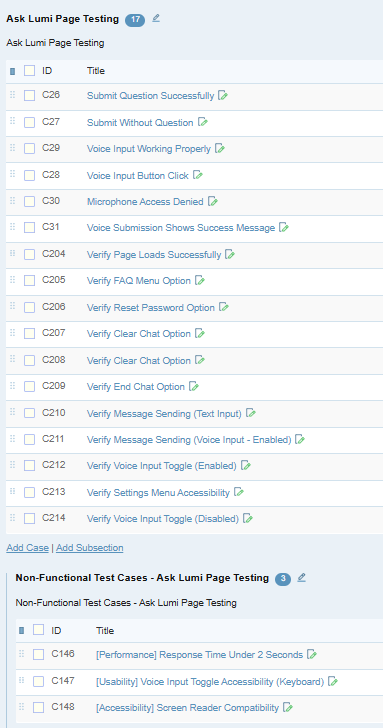 Ask Lumi Page Testing 17
Ask Lumi Page Testing
ID Title
C26 Submit Question Successfully
C27 Submit Without Question
C29 Voice Input Working Properly
C28 Voice Input Button Click
C30 Microphone Access Denied
C31 Voice Submission Shows Success Message
C204 Verify Page Loads Successfully
C205 Verify FAQ Menu Option
C206 Verify Reset Password Option
C207 Verify Clear Chat Option
C208 Verify Clear Chat Option
C209 Verify End Chat Option
C210 Verify Message Sending (Text Input)
C211 Verify Message Sending (Voice Input - Enabled)
C212 Verify Voice Input Toggle (Enabled)
C213 Verify Settings Menu Accessibility
C214 Verify Voice Input Toggle (Disabled)
Add Case | Add Subsection
Non-Functional Test Cases - Ask Lumi Page Testing 3
Non-Functional Test Cases - Ask Lumi Page Testing
ID Title
C146 [Performance] Response Time Under 2 Seconds
C147 [Usability] Voice Input Toggle Accessibility (Keyboard)
C148 [Accessibility] Screen Reader Compatibility